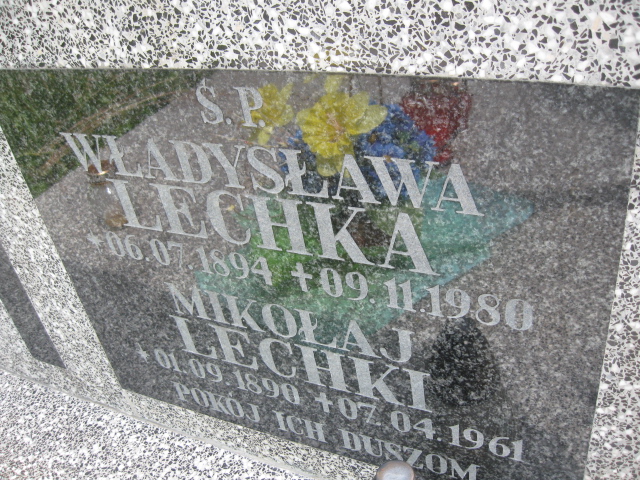 Ś.P.
WŁADYSŁAWA
LECHKA
*06.07.1894 +09.11.1980
MIKOŁAJ
LECHKI
*01.09.1890 +07.04.1961
POKÓJ ICH DUSZOM